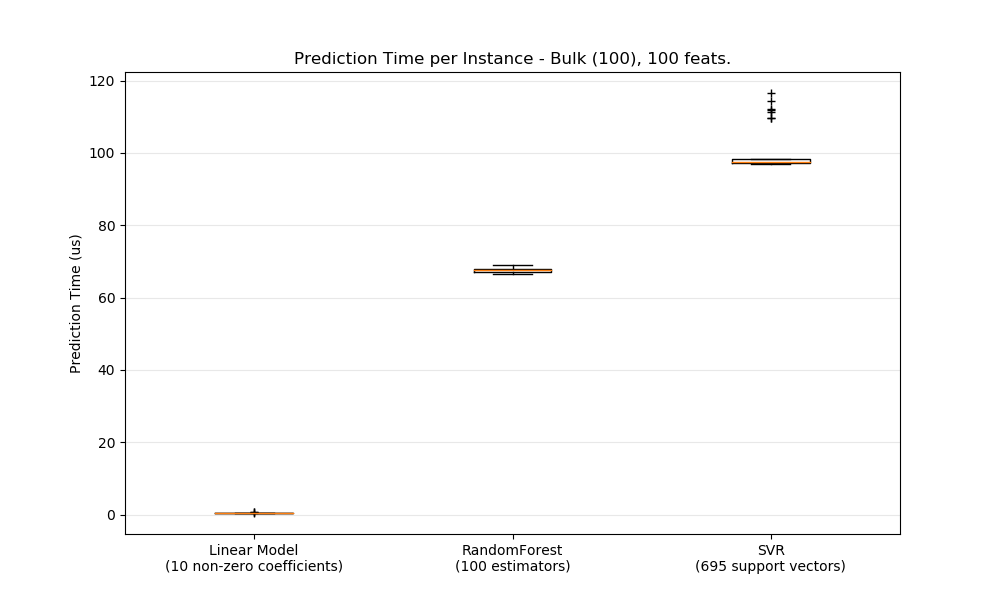 Prediction Time per Instance - Bulk (100), 100 feats.
Prediction Time (us)
120
100
80
60
40
20
0
Linear Model
(10 non-zero coefficients)
RandomForest
(100 estimators)
SVR
(695 support vectors)